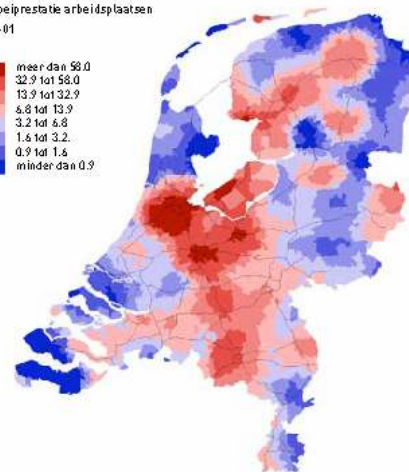 eiprestatie arbeidsplaatsen
-01
meer dan 58.0
32.9 tot 58.0
13.9 tot 32.9
6.8 tot 13.9
3.2 tot 6.8
1.6 tot 3.2
0.9 tot 1.6
minder dan 0.9